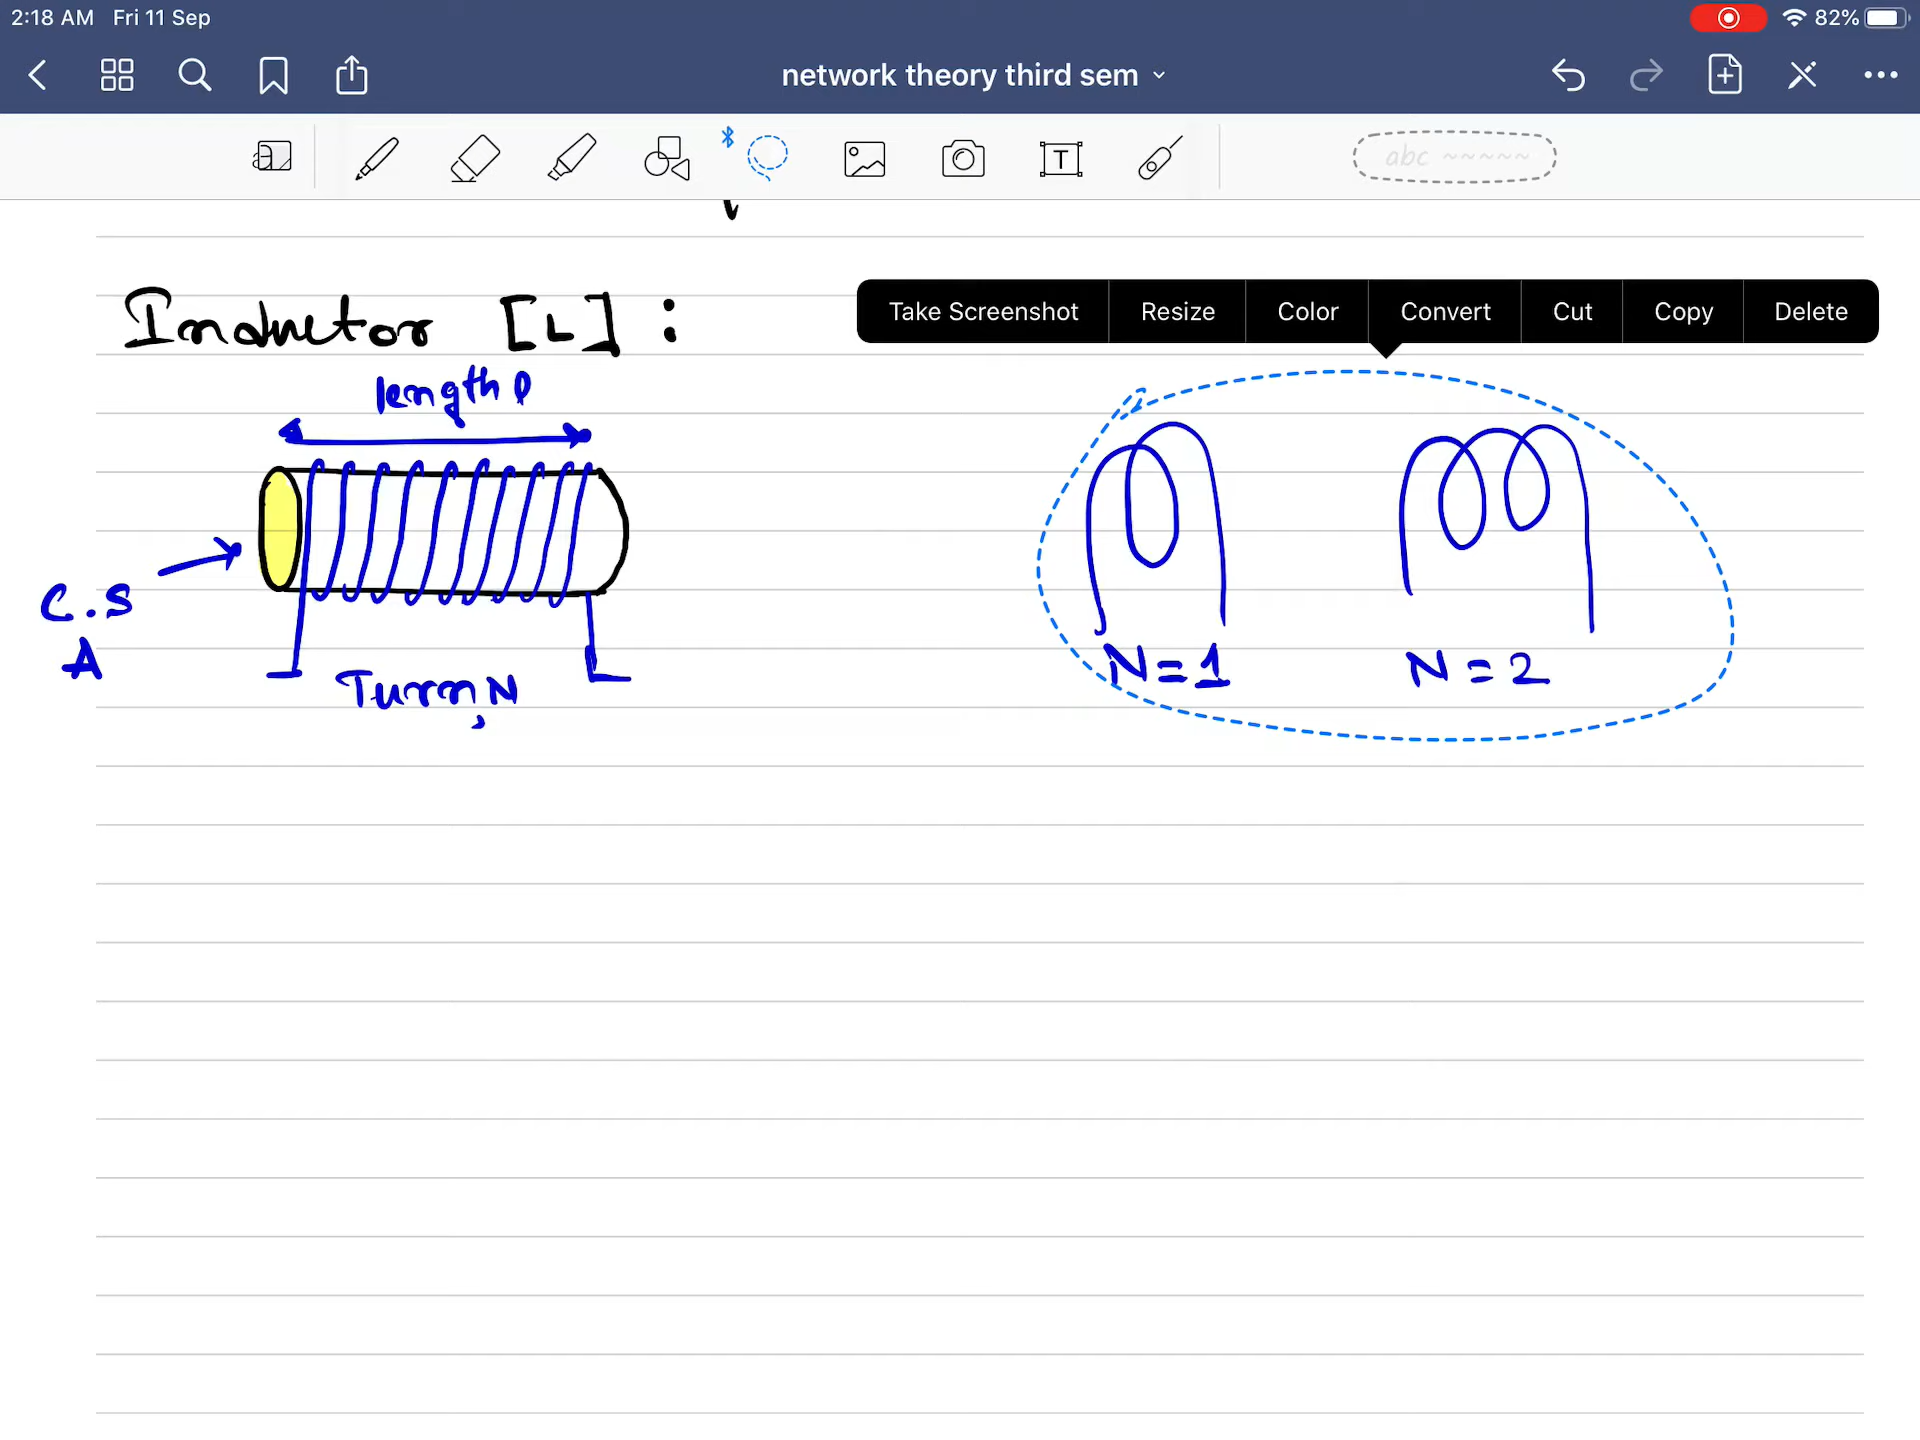 2:18 AM Fri 11 Sep 82%
network theory third sem
abc
Inductor [L] :
Take Screenshot Resize Color Convert Cut Copy Delete
length l
C.S
A
Turn, N
N=1
N=2